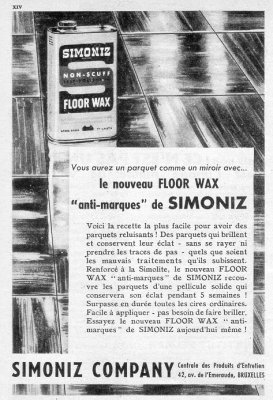 XIV
SIMONIZ
NON-SCUFF
FLOOR WAX
Vous aurez un parquet comme un miroir avec...
le nouveau FLOOR WAX
"anti-marques" de SIMONIZ
Voici la recette la plus facile pour avoir des
parquets reluisants ! Des parquets qui brillent
et conservent leur éclat - sans se rayer ni
prendre les traces de pas - quels que soient
les mauvais traitements qu'ils subissent.
Renforcé à la Simolite, le nouveau FLOOR
WAX "anti-marques" de SIMONIZ recou-
vre les parquets d'une pellicule solide qui
conservera son éclat pendant 5 semaines !
Surpasse en durée toutes les cires ordinaires.
Facile à appliquer - pas besoin de faire briller.
Essayez le nouveau FLOOR WAX "anti-
marques" de SIMONIZ aujourd'hui même !
SIMONIZ COMPANY
Centrale des Produits d'Entretien
42, av. de l'Emeraude, BRUXELLES